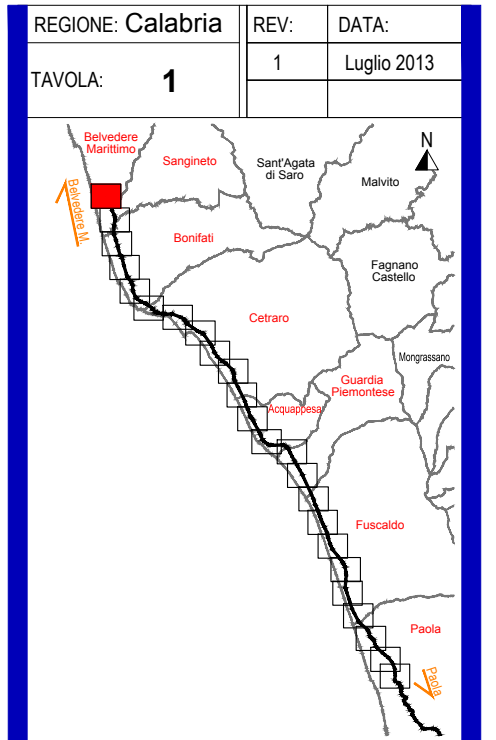 REGIONE: Calabria
REV:
DATA:
TAVOLA: 1
1
Luglio 2013
Belvedere
Marittimo
Sangineto
Sant'Agata
di Saro
Malvito
N
Belvedere M.
Bonifati
Fagnano
Castello
Cetraro
Mongrassano
Guardia
Piemontese
Acquappesa
Fuscaldo
Paola
Paola